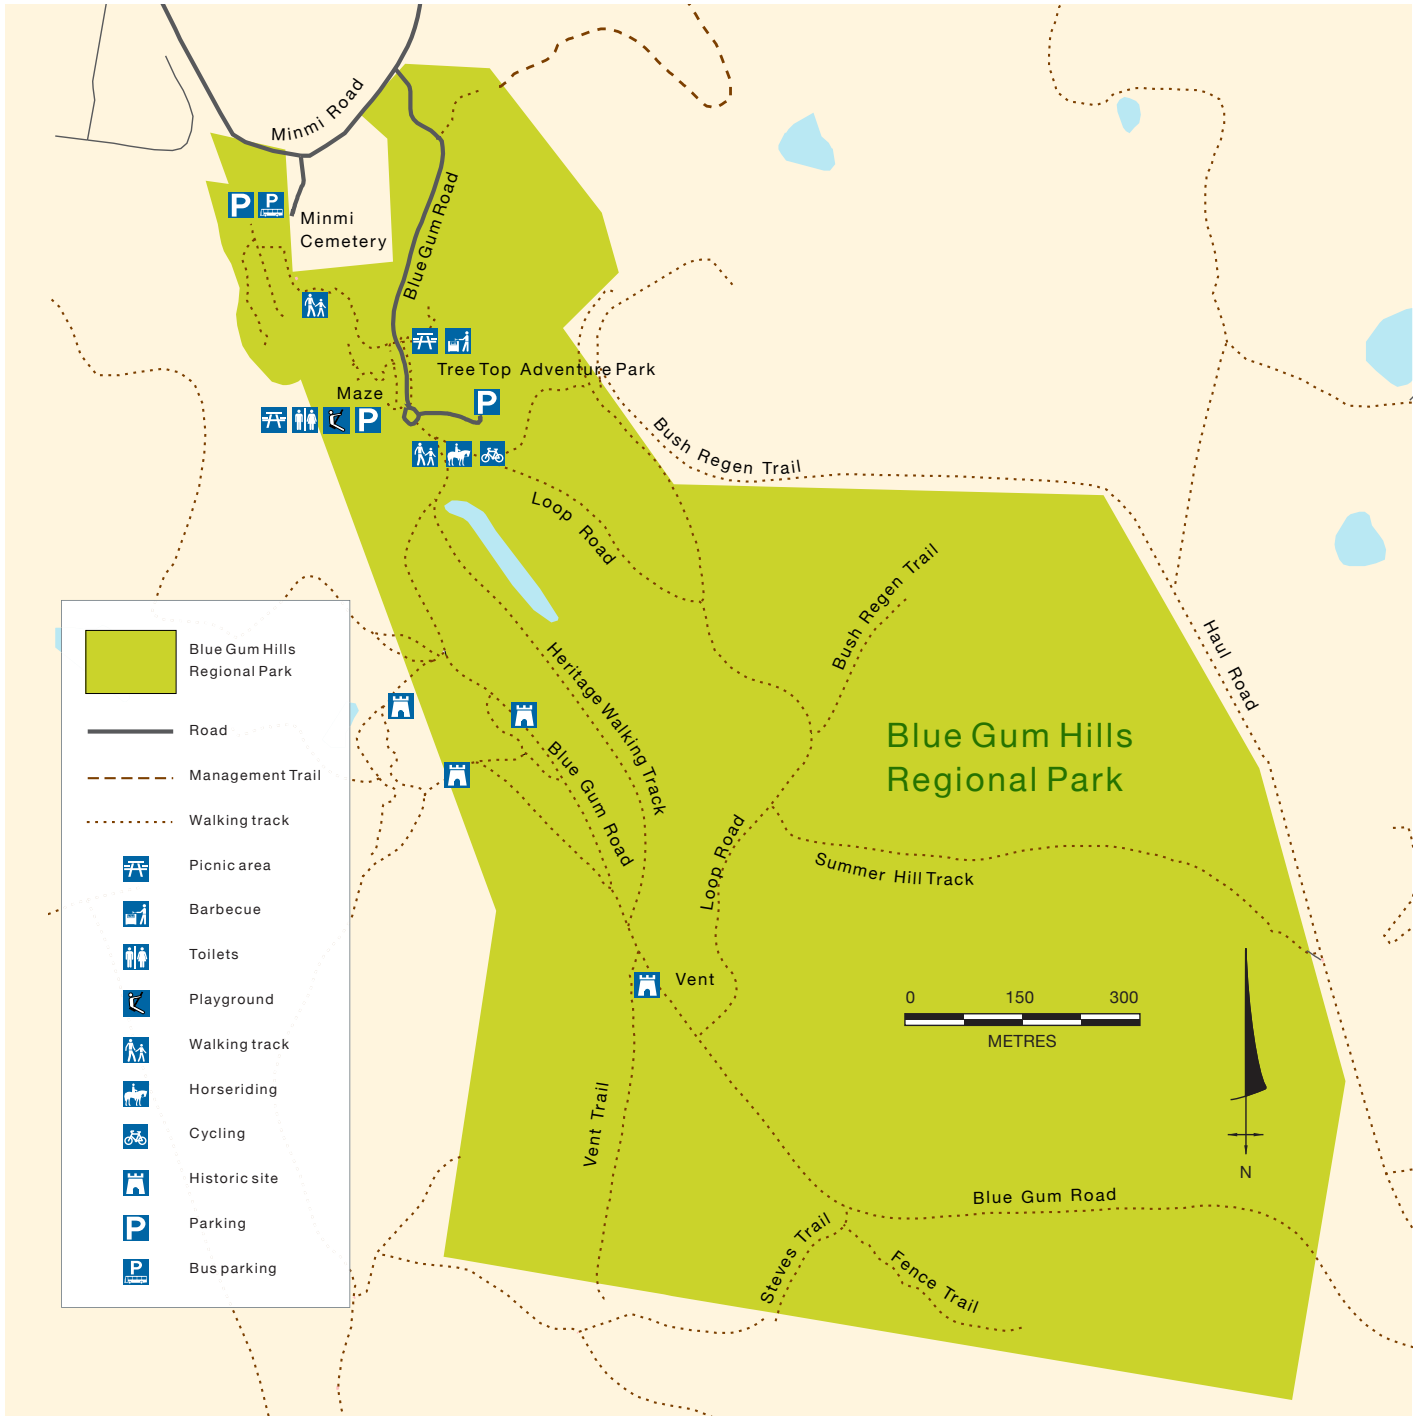 Minmi Road
P
P
Minmi
Cemetery
Blue Gum Road
Tree Top Adventure Park
Maze
P
P
Bush Regen Trail
Loop Road
Bush Regen Trail
Haul Road
Heritage Walking Track
Blue Gum Road
Blue Gum Hills
Regional Park
Loop Road
Summer Hill Track
Vent
0 150 300
METRES
N
Vent Trail
Blue Gum Road
Steves Trail
Fence Trail
Blue Gum Hills
Regional Park
Road
Management Trail
Walking track
Picnic area
Barbecue
Toilets
Playground
Walking track
Horseriding
Cycling
Historic site
P Parking
P Bus parking